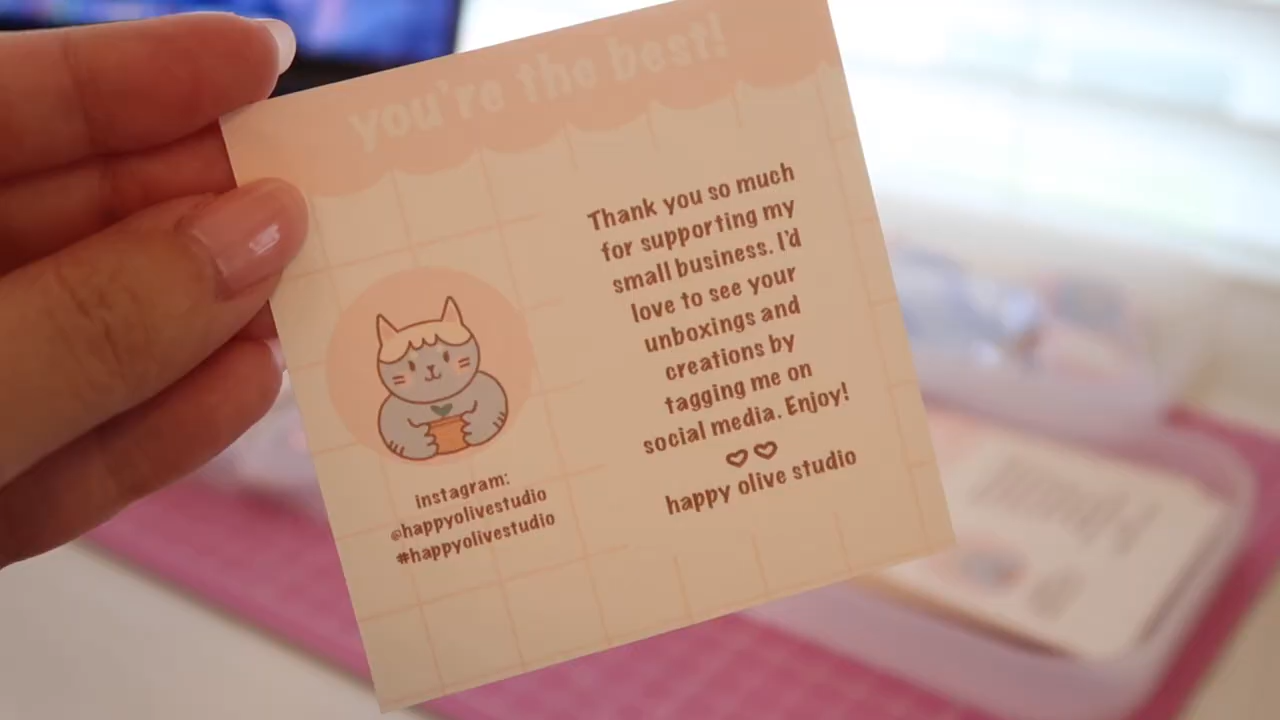 you're the best!
Thank you so much
for supporting my
small business. I'd
love to see your
unboxings and
creations by
tagging me on
social media. Enjoy!
happy olive studio
instagram:
@happyolivestudio
#happyolivestudio